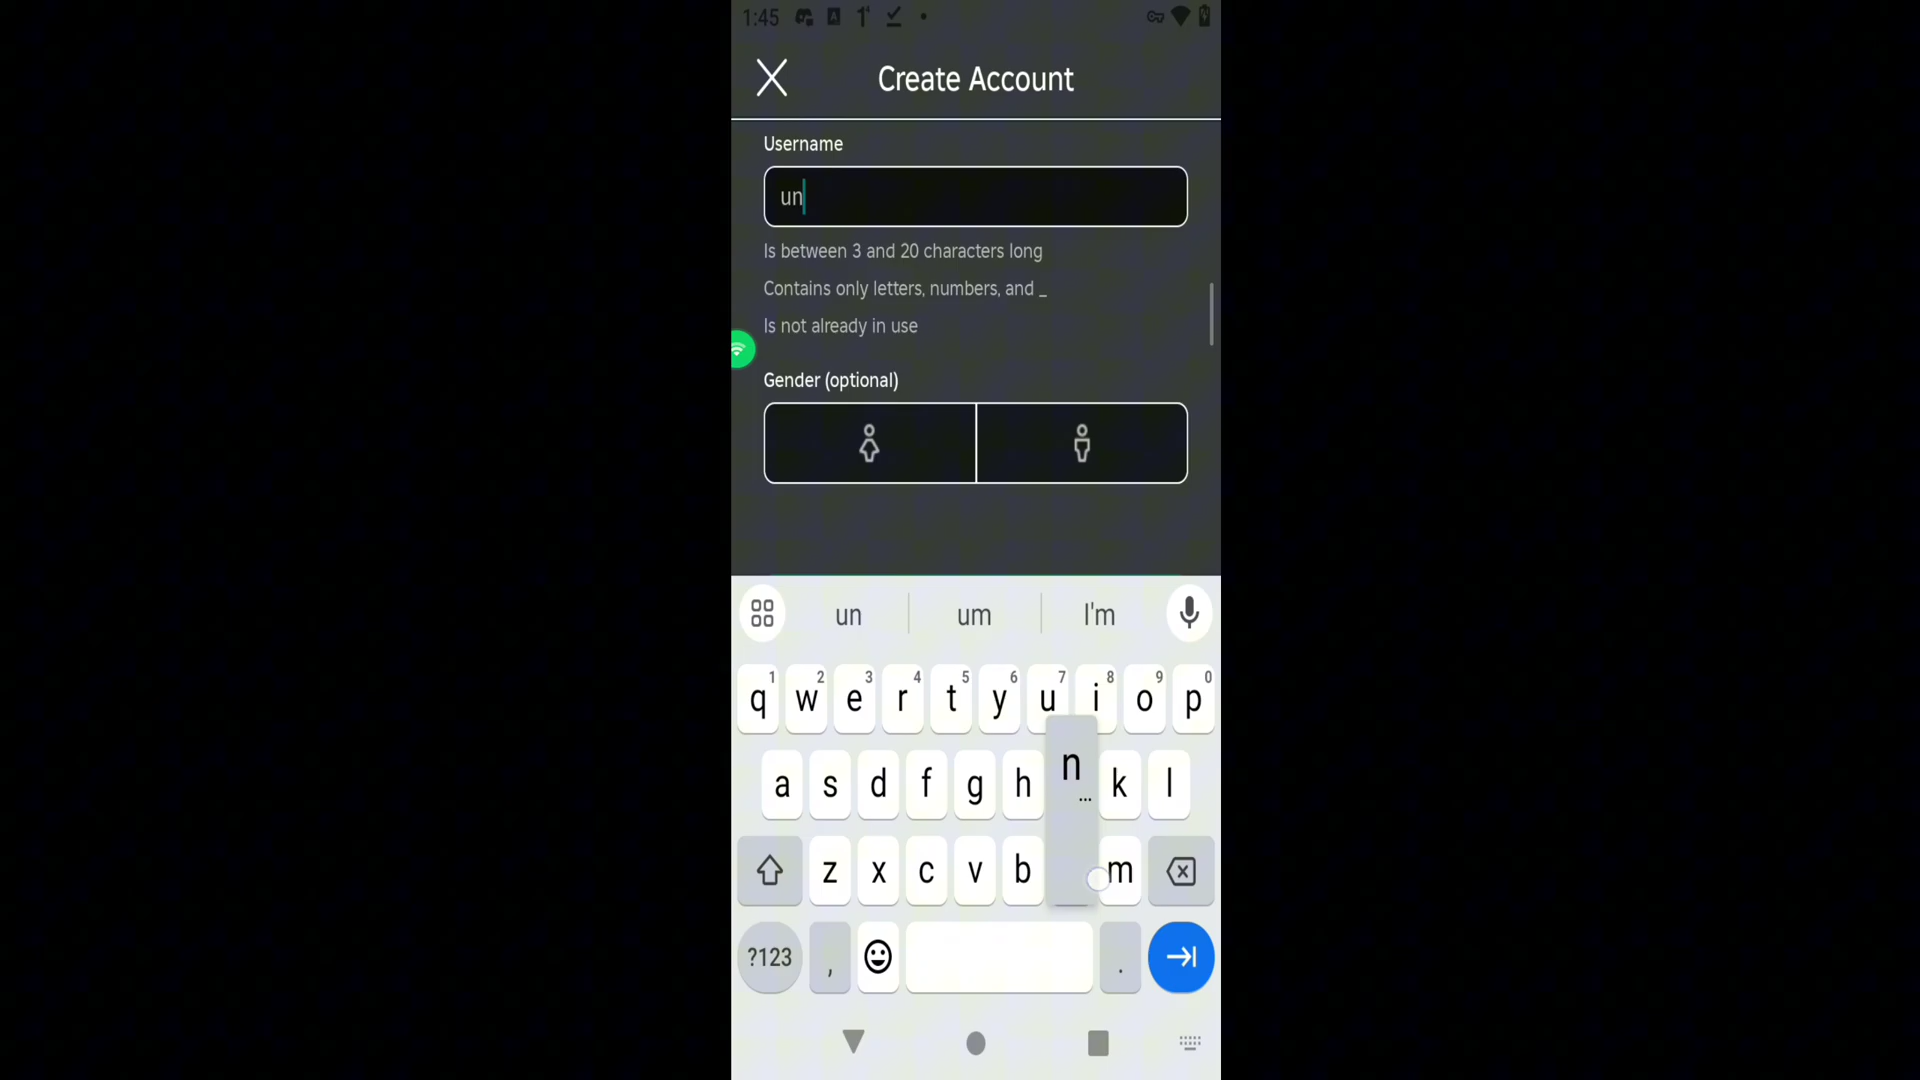 1:45
Create Account
Username
un
Is between 3 and 20 characters long
Contains only letters, numbers, and _
Is not already in use
Gender (optional)
un um I'm
1 2 3 4 5 6 7 8 9 0
q w e r t y u i o p
a s d f g h n k l
...
z x c v b m
?123 , .